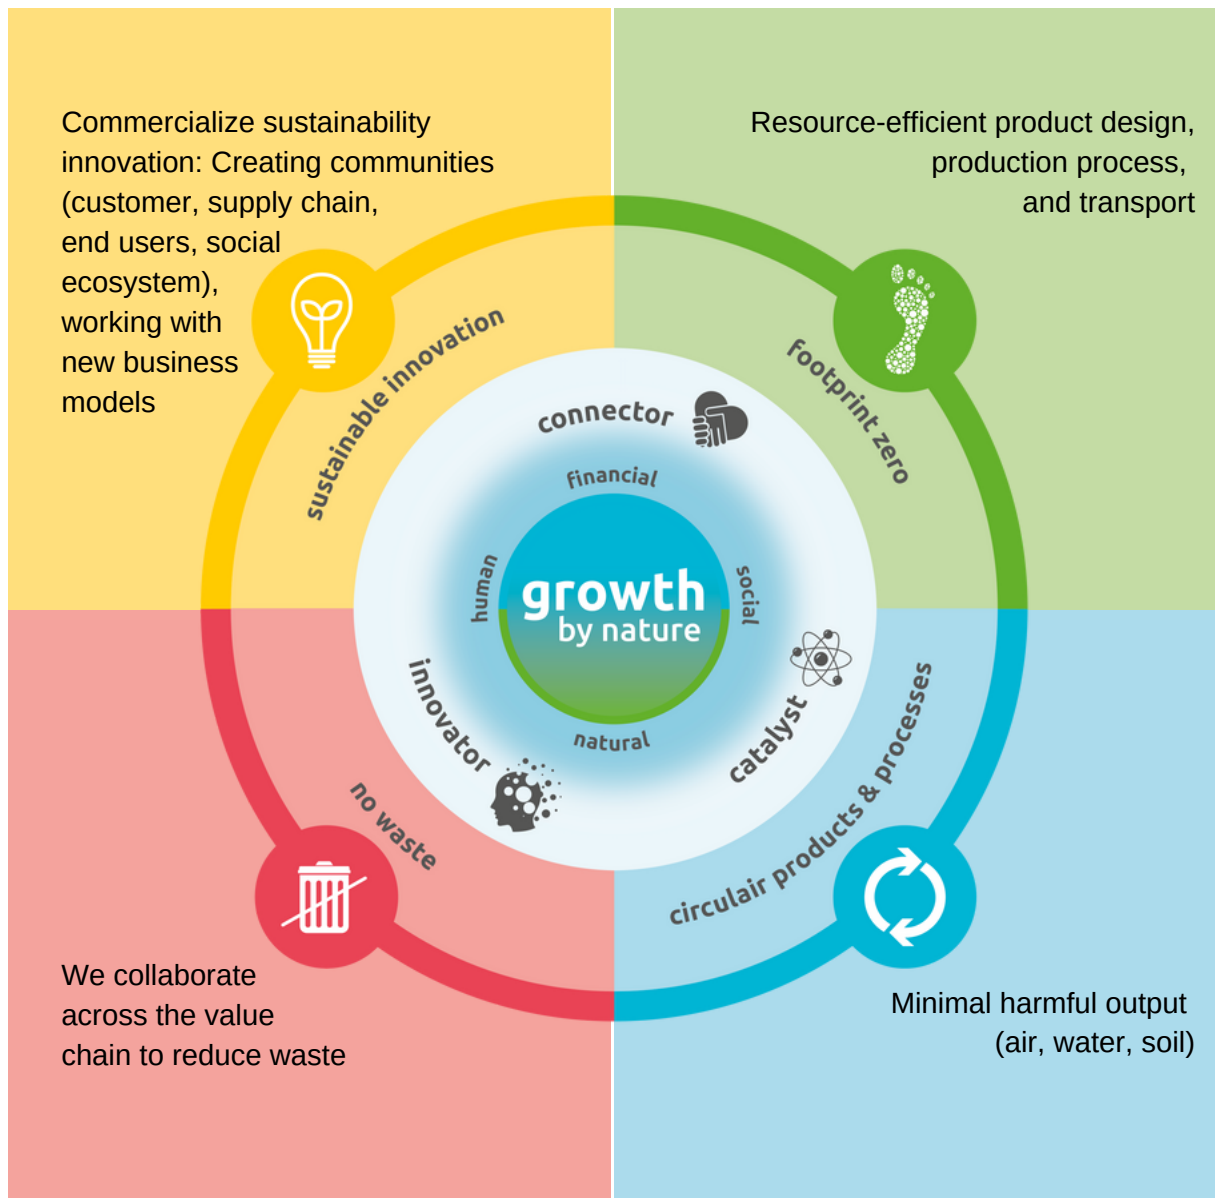 Commercialize sustainability
innovation: Creating communities
(customer, supply chain,
end users, social
ecosystem),
working with
new business
models
Resource-efficient product design,
production process,
and transport
sustainable innovation
footprint zero
connector
financial
human
social
growth
by nature
natural
innovator
catalyst
no waste
circulair products & processes
We collaborate
across the value
chain to reduce waste
Minimal harmful output
(air, water, soil)